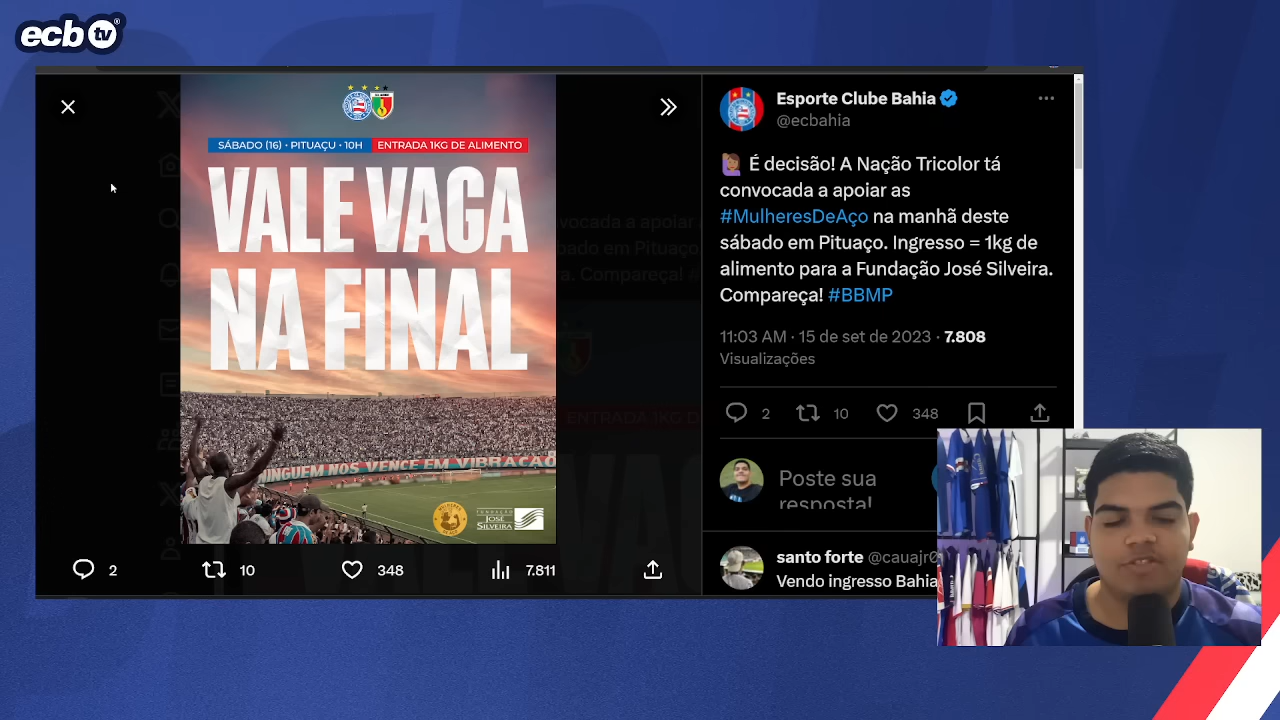 ecb tv
SÁBADO (16) • PITUAÇU • 10H ENTRADA 1KG DE ALIMENTO
VALE VAGA
NA FINAL
NINGUEM NOS VENCE EM VIBRAÇÃO
FUNDAÇÃO
JOSÉ
SILVEIRA
2 10 348 7.811
Esporte Clube Bahia
@ecbahia
É decisão! A Nação Tricolor tá
convocada a apoiar as
#MulheresDeAço na manhã deste
sábado em Pituaço. Ingresso = 1kg de
alimento para a Fundação José Silveira.
Compareça! #BBMP
11:03 AM · 15 de set de 2023 · 7.808
Visualizações
2 10 348
Poste sua
resposta!
santo forte @cauajr
Vendo ingresso Bahia